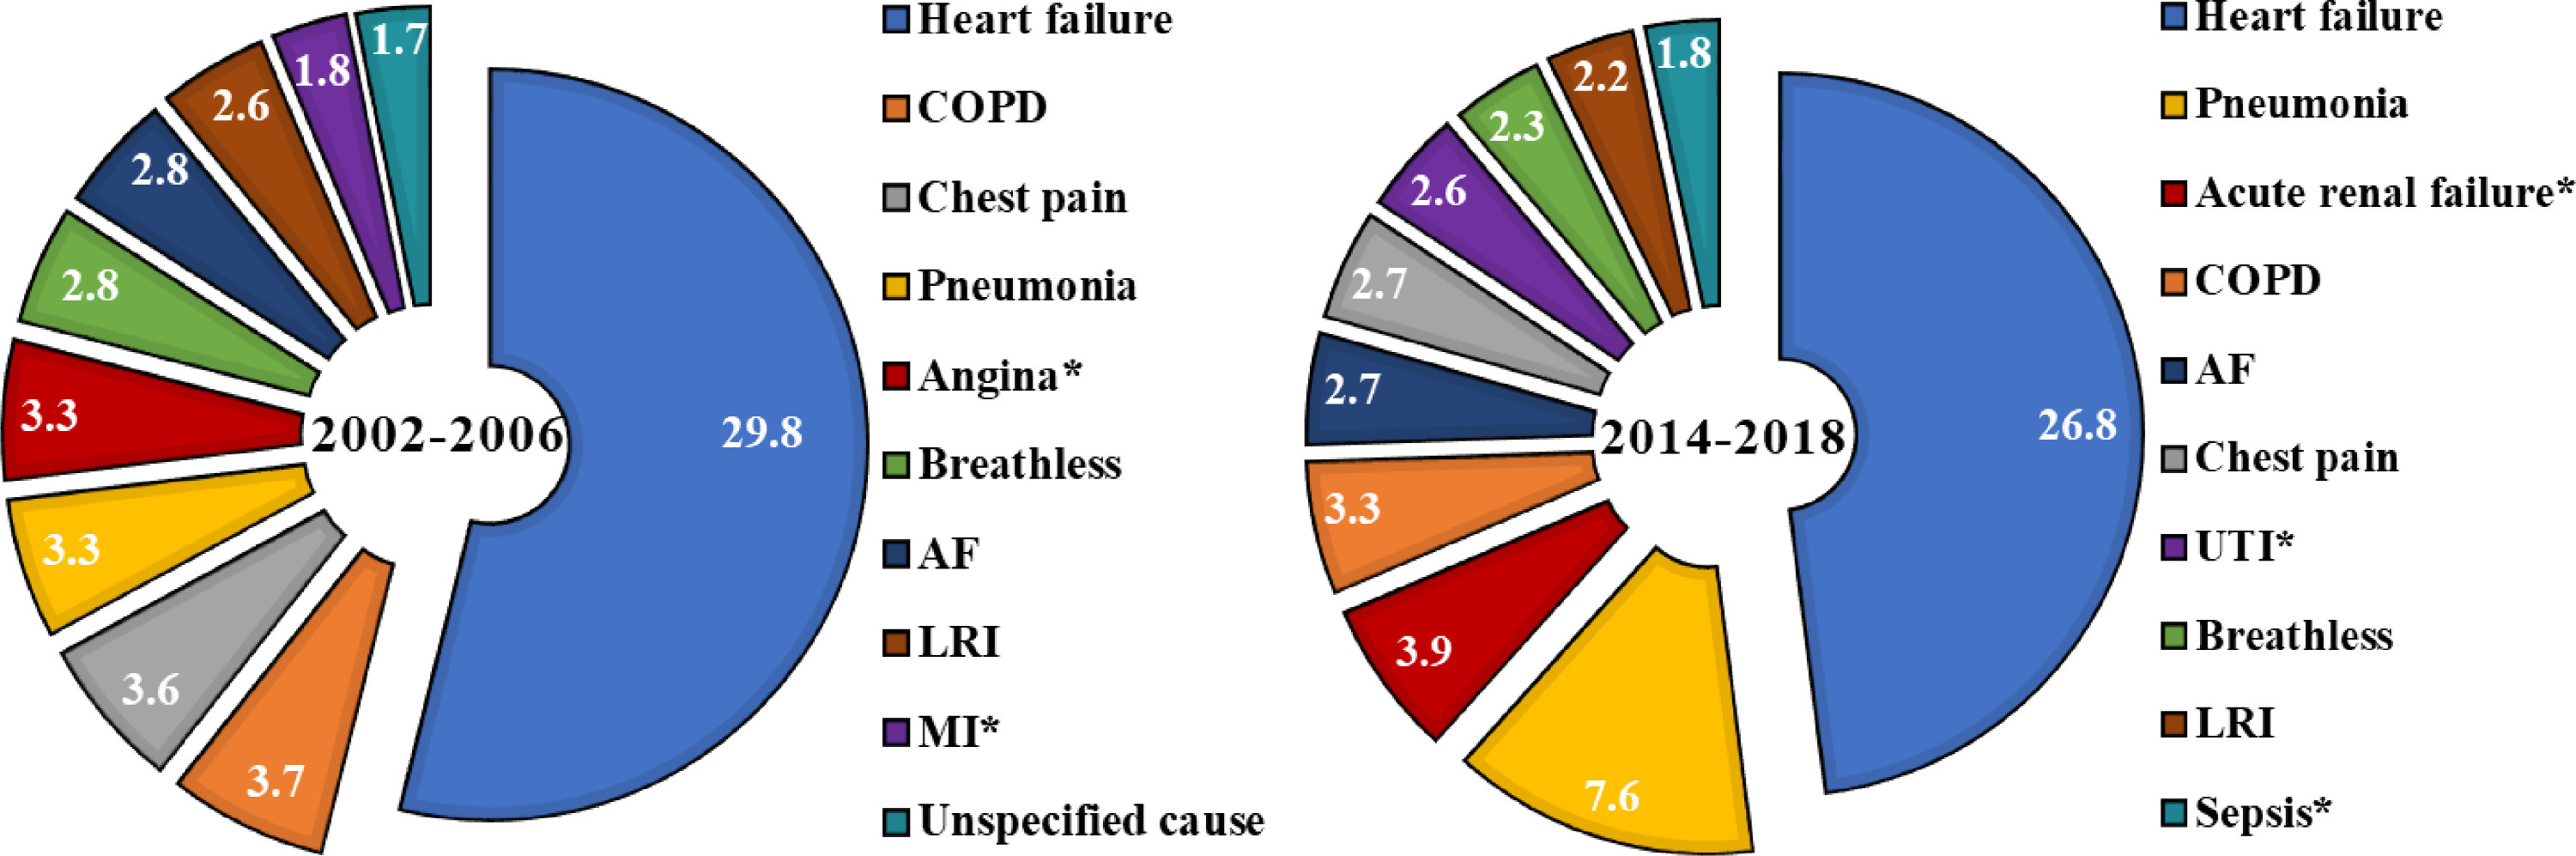 1.7
1.8
2.6
2.8
2.8
3.3
3.3
3.6
3.7
29.8
2002-2006
Heart failure
COPD
Chest pain
Pneumonia
Angina*
Breathless
AF
LRI
MI*
Unspecified cause
1.8
2.2
2.3
2.6
2.7
2.7
3.3
3.9
7.6
26.8
2014-2018
Heart failure
Pneumonia
Acute renal failure*
COPD
AF
Chest pain
UTI*
Breathless
LRI
Sepsis*